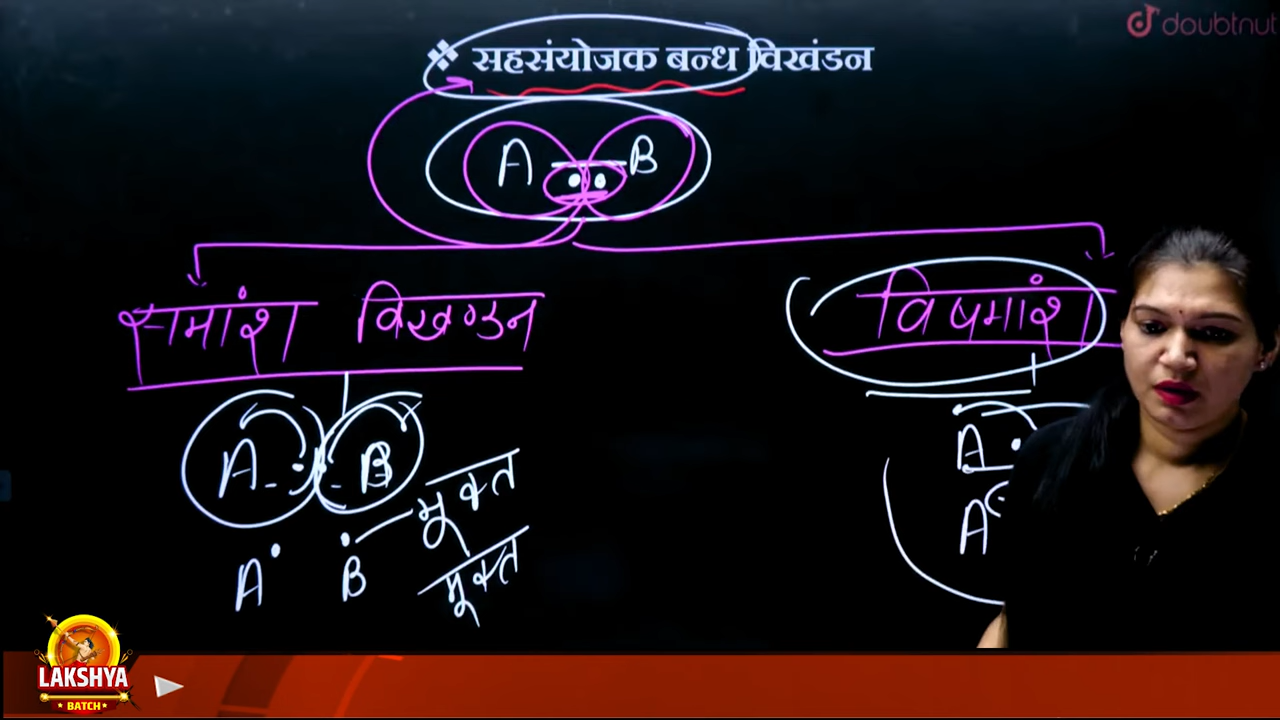 doubtnut
❖ सहसंयोजक बन्ध विखंडन
A — B
समांश विखण्डन
विषमांश
A B
A
मुक्त
A
A B
मुक्त
LAKSHYA
BATCH